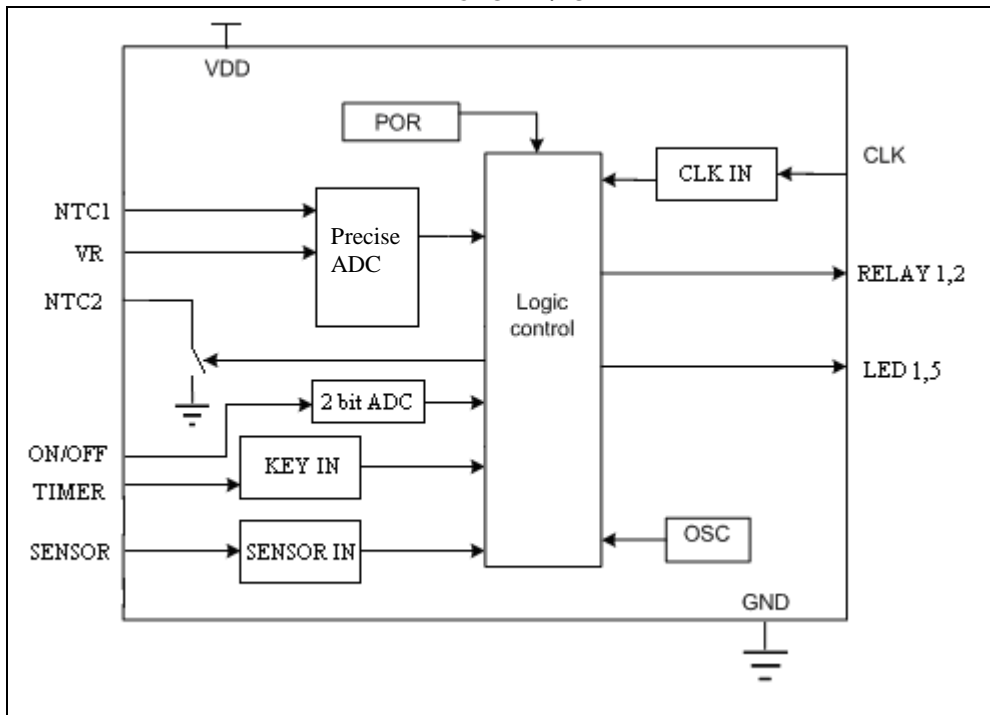 VDD
POR
CLK
CLK IN
NTC1
Precise
ADC
VR
RELAY 1,2
NTC2
Logic
control
LED 1,5
2 bit ADC
ON/OFF
KEY IN
TIMER
OSC
SENSOR
SENSOR IN
GND